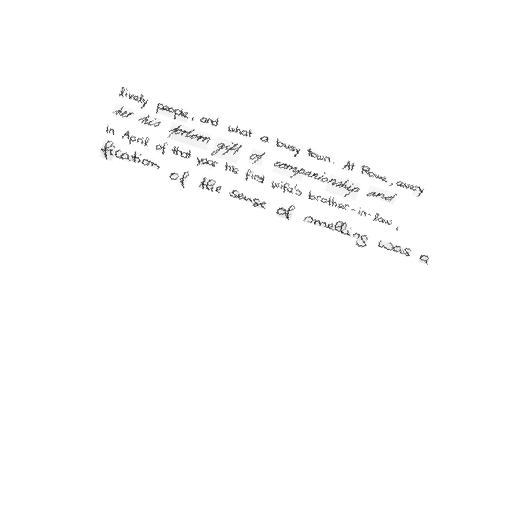 lively people, and what a busy town. At Rome, away
her his forlorn gift of companionship and
in April of that year his first wife's brother-in-law,
fication of the sense of smelling was a